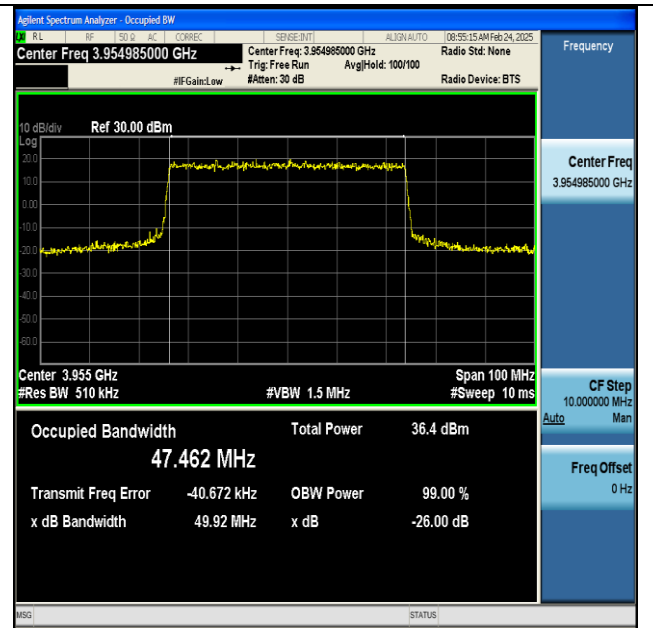 Agilent Spectrum Analyzer - Occupied BW
LXI RL RF 50 Ω AC CORREC SENSE:INT ALIGN AUTO 08:55:15 AM Feb 24, 2025
Center Freq 3.954985000 GHz Center Freq: 3.954985000 GHz Radio Std: None Frequency
Trig: Free Run Avg|Hold: 100/100
#IFGain:Low #Atten: 30 dB Radio Device: BTS
10 dB/div Ref 30.00 dBm
Log
20.0
10.0
0.00
-10.0
-20.0
-30.0
-40.0
-50.0
-60.0
Center Freq
3.954985000 GHz
Center 3.955 GHz Span 100 MHz
#Res BW 510 kHz #VBW 1.5 MHz #Sweep 10 ms
CF Step
10.000000 MHz
Auto Man
Occupied Bandwidth Total Power 36.4 dBm
47.462 MHz
Transmit Freq Error -40.672 kHz OBW Power 99.00 %
x dB Bandwidth 49.92 MHz x dB -26.00 dB
Freq Offset
0 Hz
MSG STATUS